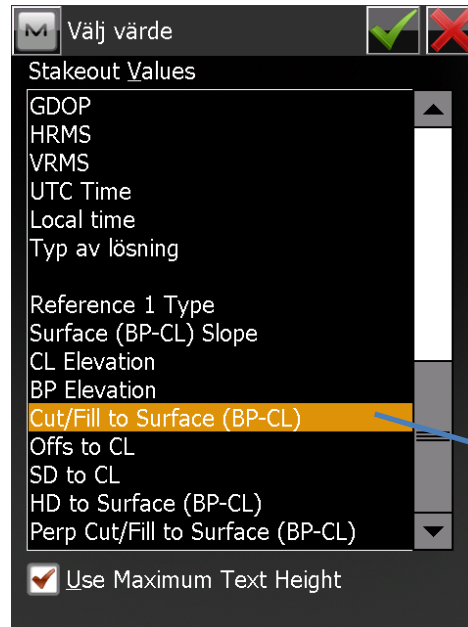 M Välj värde
Stakeout Values
GDOP
HRMS
VRMS
UTC Time
Local time
Typ av lösning
Reference 1 Type
Surface (BP-CL) Slope
CL Elevation
BP Elevation
Cut/Fill to Surface (BP-CL)
Offs to CL
SD to CL
HD to Surface (BP-CL)
Perp Cut/Fill to Surface (BP-CL)
Use Maximum Text Height